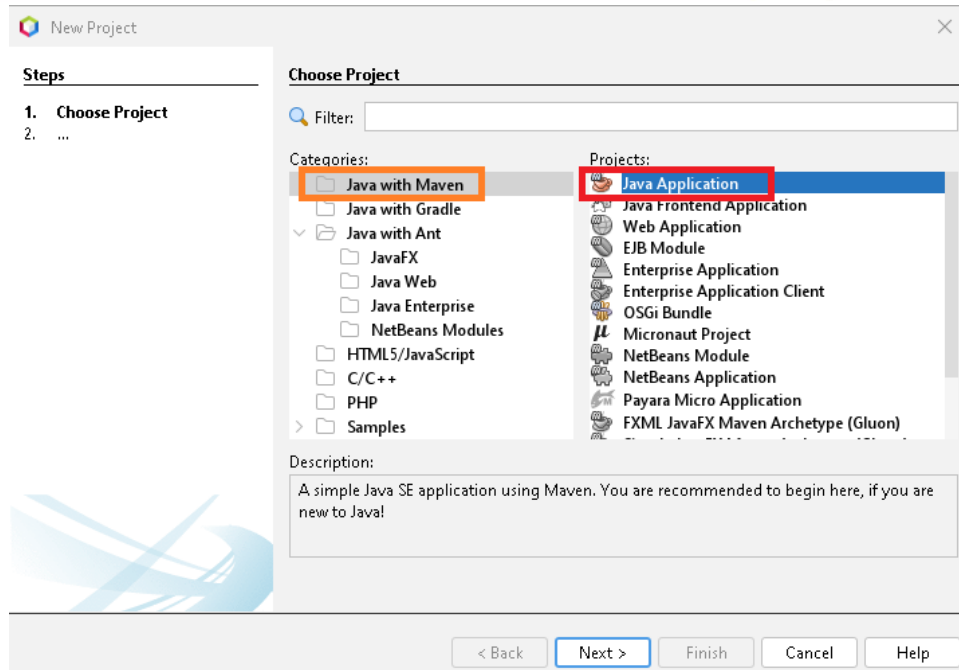 New Project
Steps
1. Choose Project
2. ...
Choose Project
Filter:
Categories:
Java with Maven
Java with Gradle
Java with Ant
JavaFX
Java Web
Java Enterprise
NetBeans Modules
HTML5/JavaScript
C/C++
PHP
Samples
Projects:
Java Application
Java Frontend Application
Web Application
EJB Module
Enterprise Application
Enterprise Application Client
OSGi Bundle
Micronaut Project
NetBeans Module
NetBeans Application
Payara Micro Application
FXML JavaFX Maven Archetype (Gluon)
Description:
A simple Java SE application using Maven. You are recommended to begin here, if you are
new to Java!
< Back
Next >
Finish
Cancel
Help